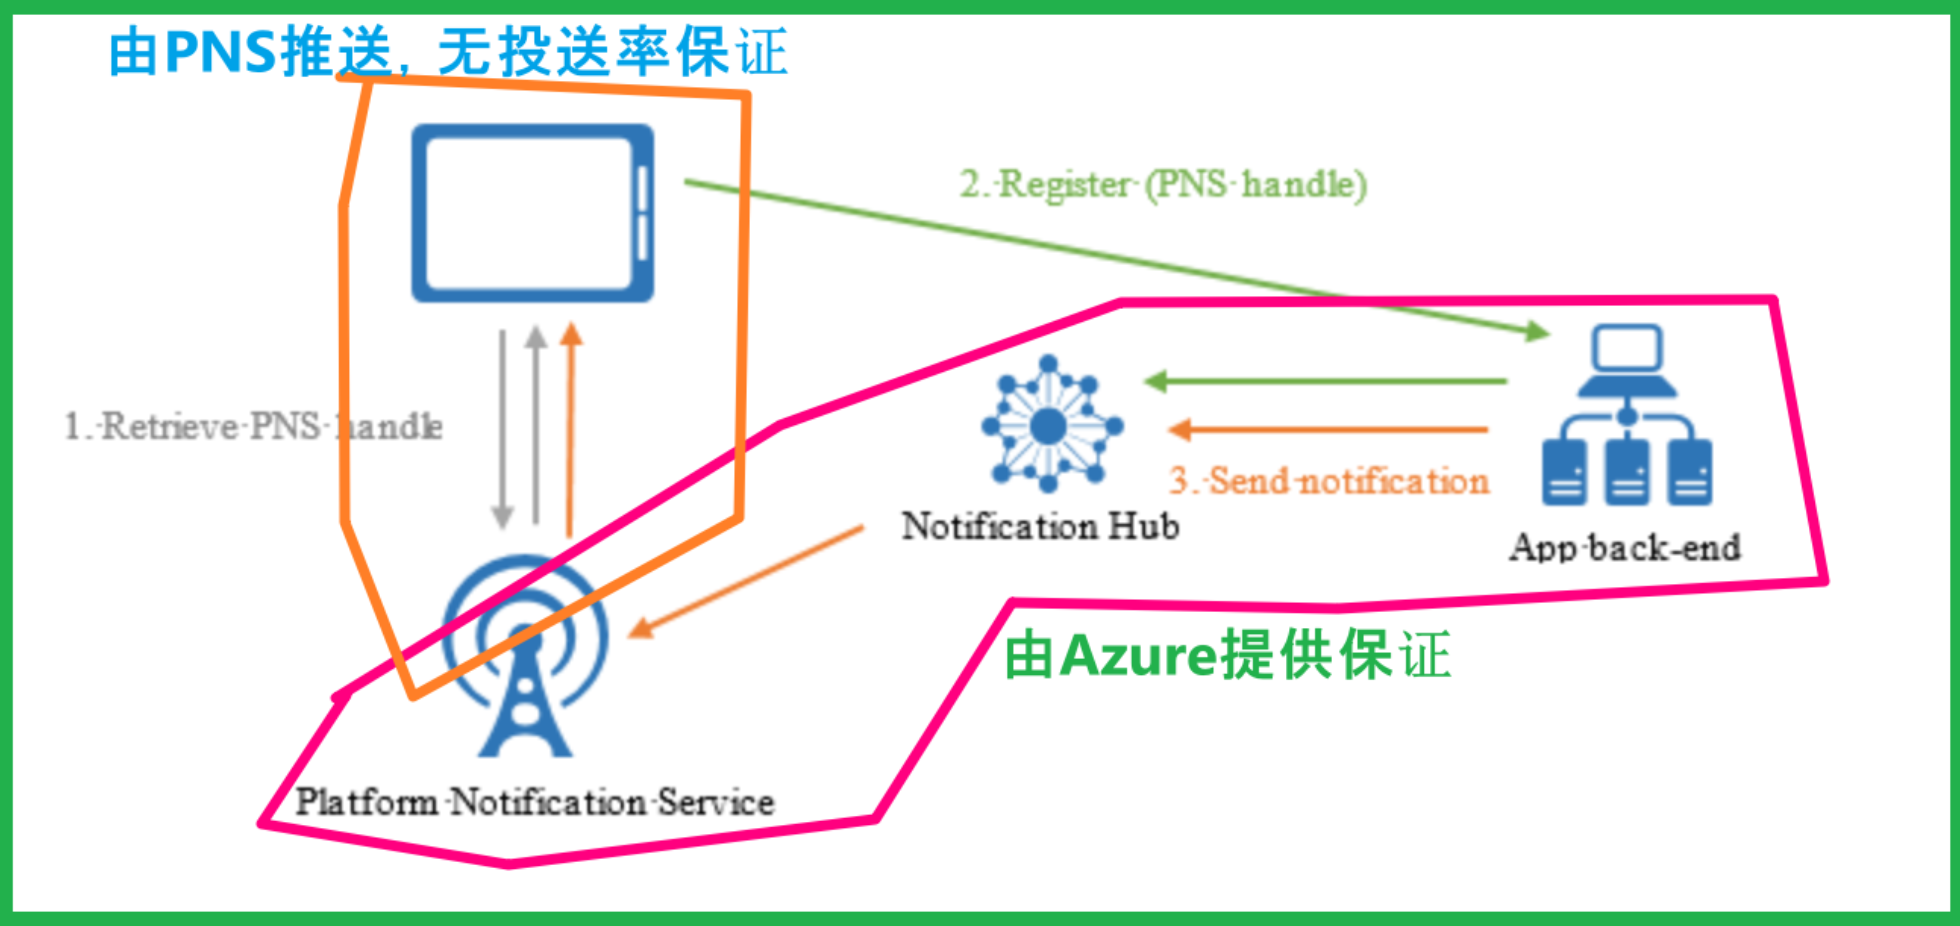 由PNS推送，无投送率保证
2.·Register·(PNS·handle)
1.·Retrieve·PNS·handle
3.·Send·notification
Notification Hub
App·back-end
由Azure提供保证
Platform·Notification·Service